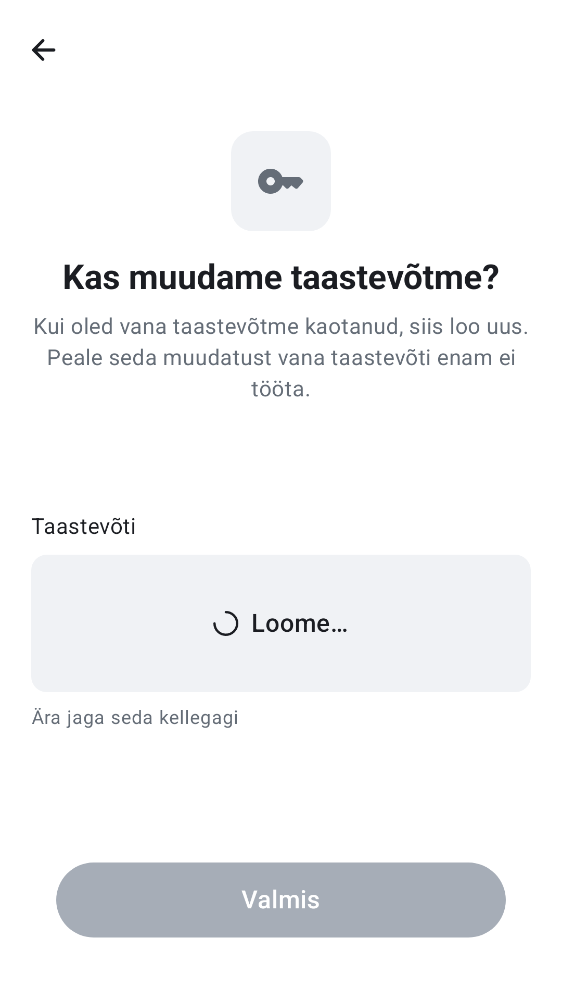 Kas muudame taastevõtme?
Kui oled vana taastevõtme kaotanud, siis loo uus.
Peale seda muudatust vana taastevõti enam ei
tööta.
Taastevõti
Loome…
Ära jaga seda kellegagi
Valmis